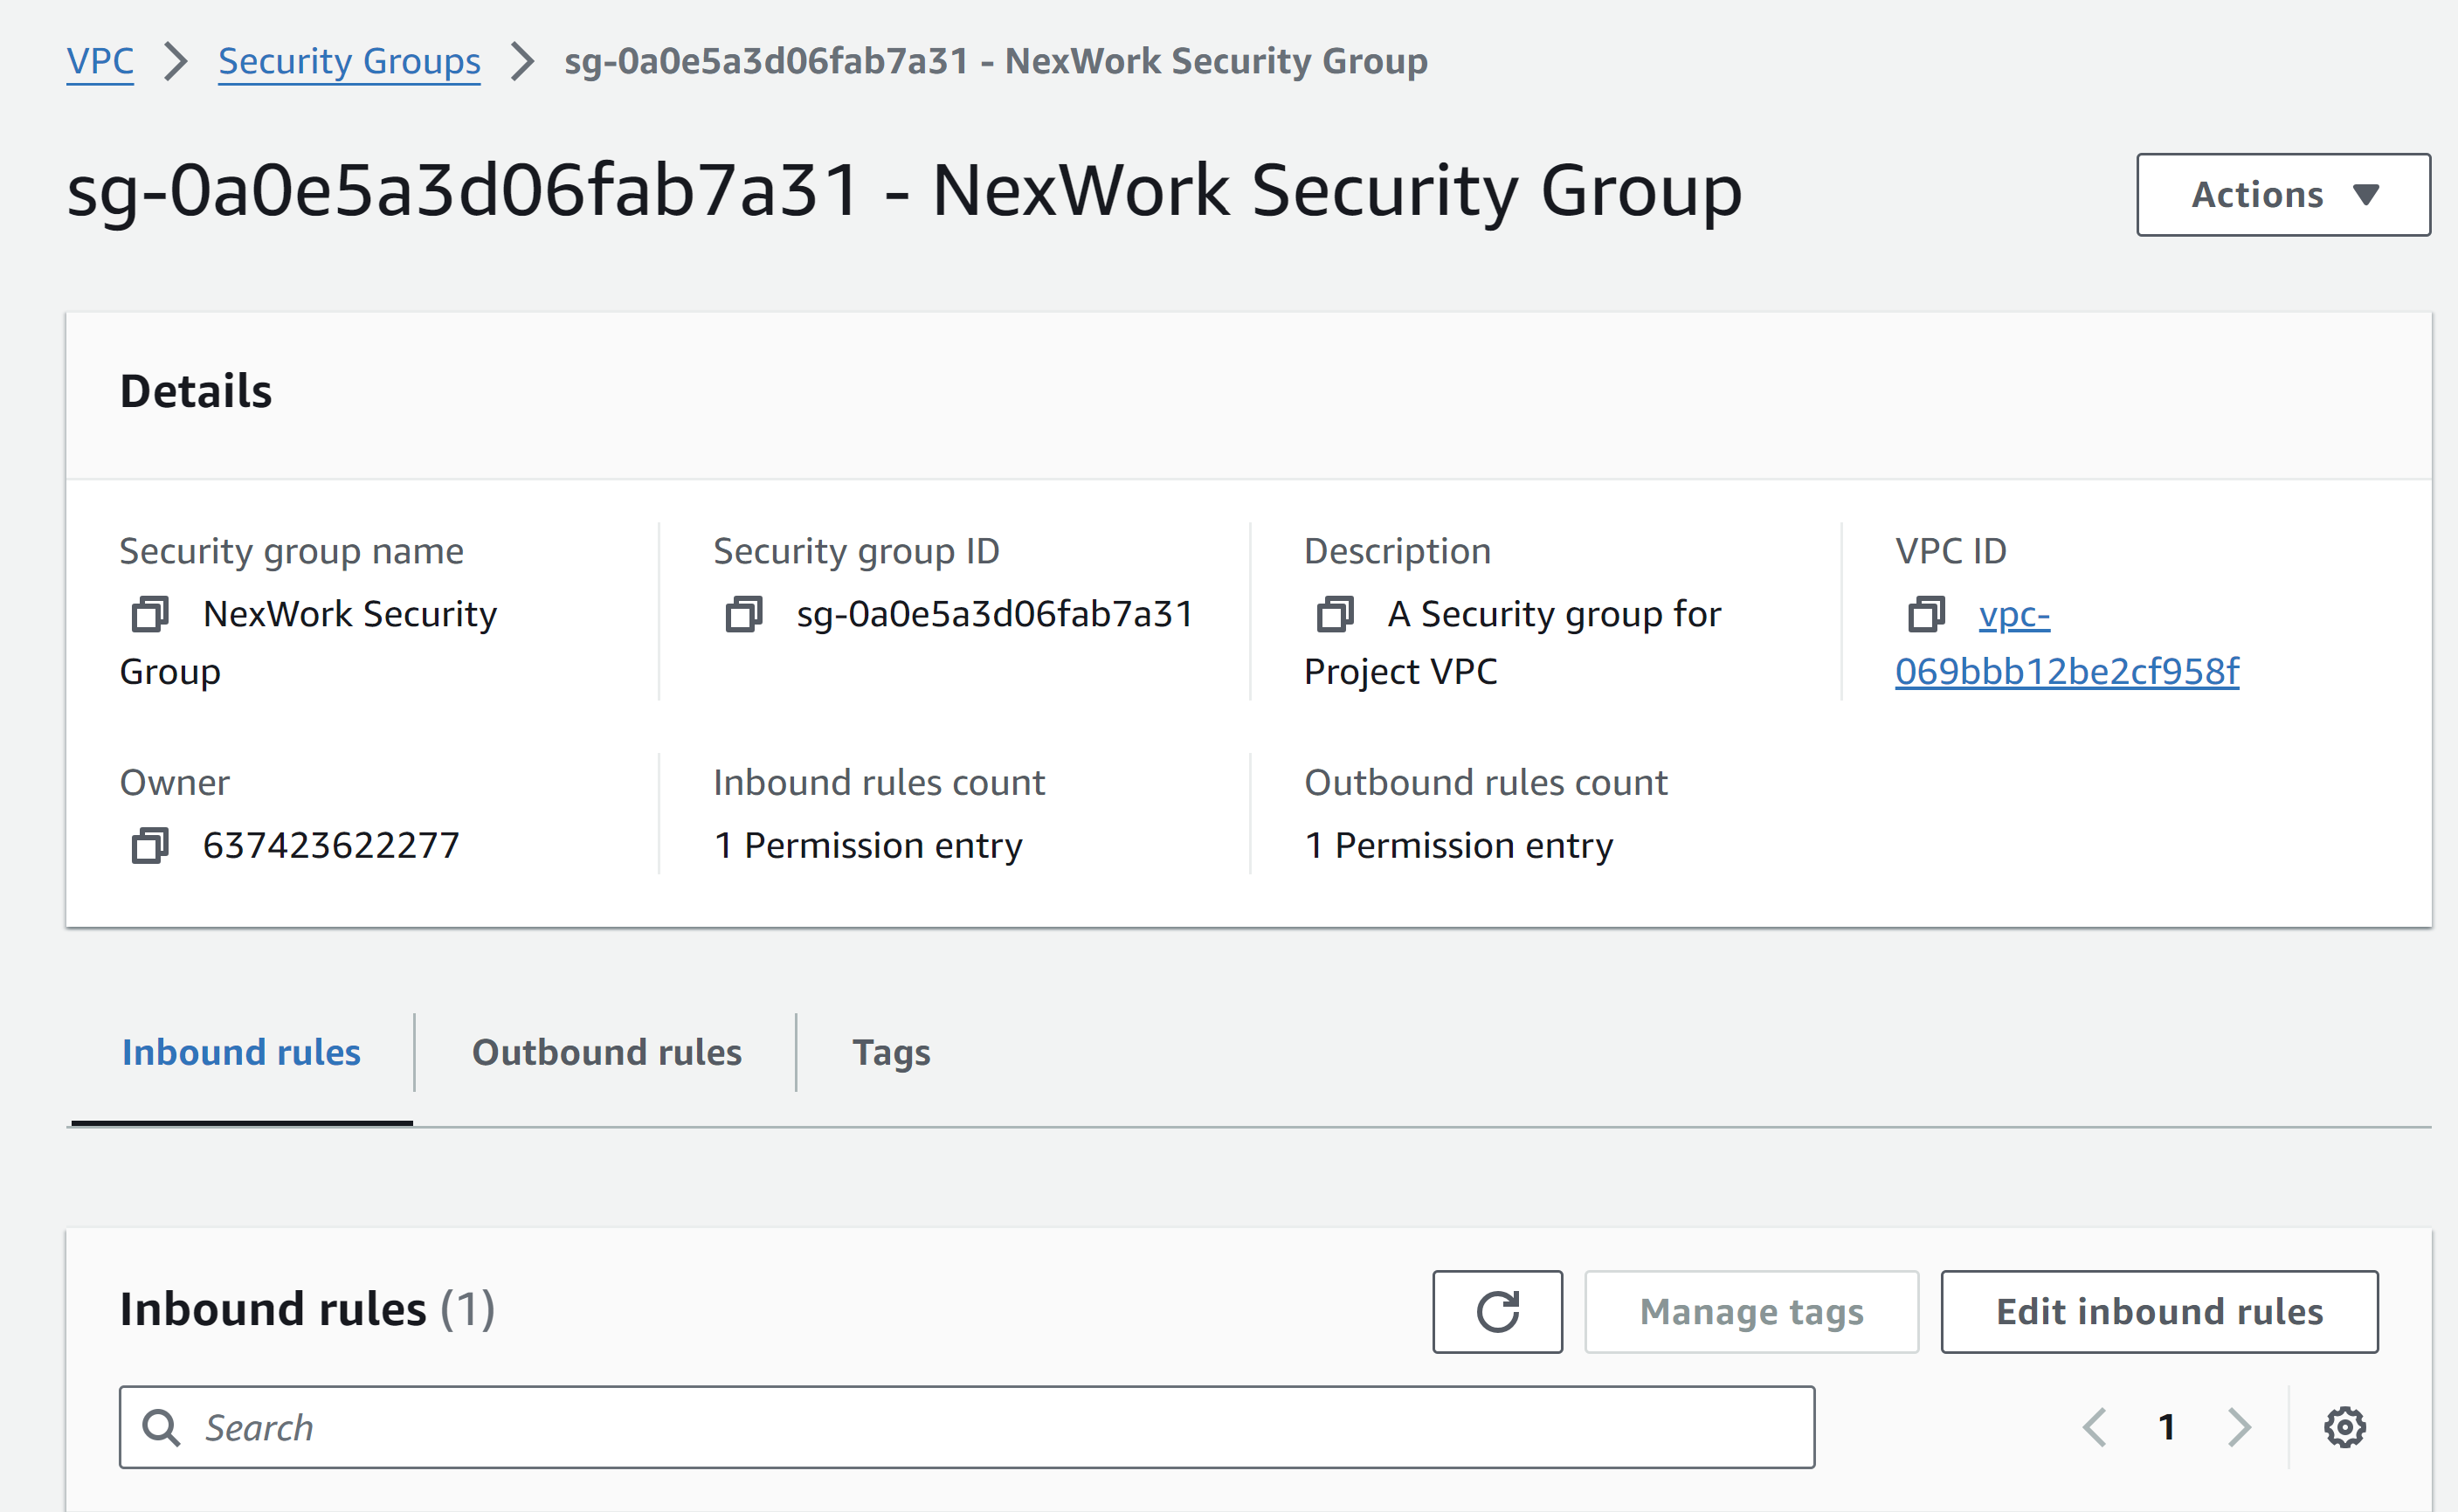 VPC > Security Groups > sg-0a0e5a3d06fab7a31 - NexWork Security Group
sg-0a0e5a3d06fab7a31 - NexWork Security Group
Actions
Details
Security group name
NexWork Security
Group
Security group ID
sg-0a0e5a3d06fab7a31
Description
A Security group for
Project VPC
VPC ID
vpc-
069bbb12be2cf958f
Owner
637423622277
Inbound rules count
1 Permission entry
Outbound rules count
1 Permission entry
Inbound rules
Outbound rules
Tags
Inbound rules (1)
Manage tags
Edit inbound rules
Search
1